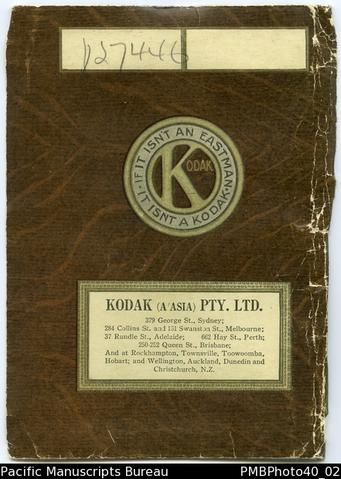 127446
IF IT ISN'T AN EASTMAN · IT ISN'T A KODAK ·
KODAK
KODAK (A/ASIA) PTY. LTD.
379 George St., Sydney;
284 Collins St. and 151 Swanston St., Melbourne;
37 Rundle St., Adelaide; 662 Hay St., Perth;
250-252 Queen St., Brisbane;
And at Rockhampton, Townsville, Toowoomba,
Hobart; and Wellington, Auckland, Dunedin and
Christchurch, N.Z.
Pacific Manuscripts Bureau PMBPhoto40_02